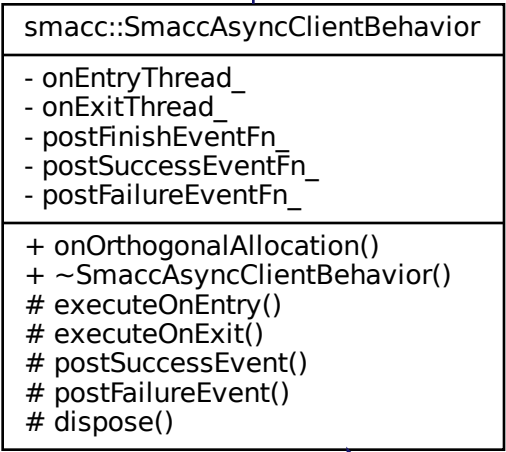 smacc::SmaccAsyncClientBehavior
- onEntryThread_
- onExitThread_
- postFinishEventFn_
- postSuccessEventFn_
- postFailureEventFn_
+ onOrthogonalAllocation()
+ ~SmaccAsyncClientBehavior()
# executeOnEntry()
# executeOnExit()
# postSuccessEvent()
# postFailureEvent()
# dispose()